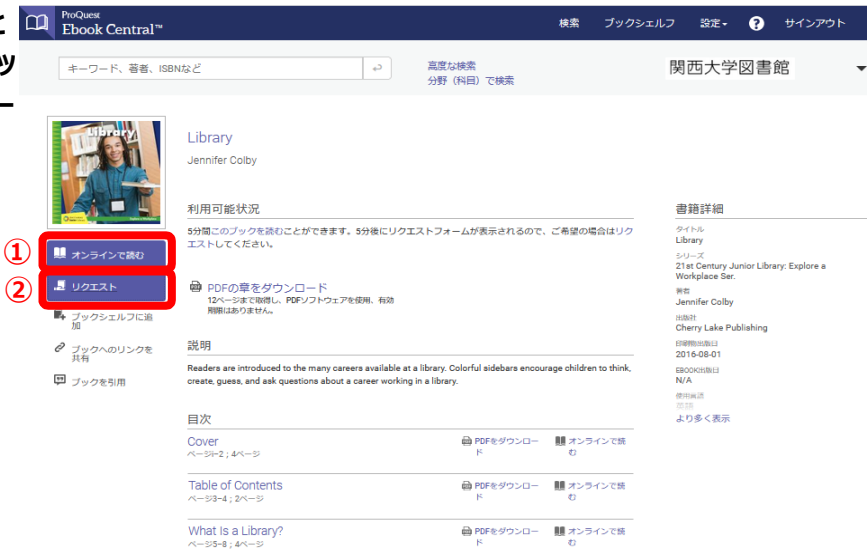 と
ッ
ー
ProQuest
Ebook Central™
検索 ブックシェルフ 設定 ? サインアウト
キーワード、著者、ISBNなど
高度な検索
分野（科目）で検索
関西大学図書館
Library
Library
Jennifer Colby
利用可能状況
5分間このブックを読むことができます。5分後にリクエストフォームが表示されるので、ご希望の場合はリク
エストしてください。
① オンラインで読む
② リクエスト
ブックシェルフに追
加
ブックへのリンクを
共有
ブックを引用
PDFの章をダウンロード
12ページまで取得し、PDFソフトウェアを使用、有効
期限はありません。
説明
Readers are introduced to the many careers available at a library. Colorful sidebars encourage children to think,
create, guess, and ask questions about a career working in a library.
目次
Cover PDFをダウンロー オンラインで読
ページi-2；4ページ ド む
Table of Contents PDFをダウンロー オンラインで読
ページ3-4；2ページ ド む
What Is a Library? PDFをダウンロー オンラインで読
ページ5-8；4ページ ド む
書籍詳細
タイトル
Library
シリーズ
21st Century Junior Library: Explore a
Workplace Ser.
著者
Jennifer Colby
出版社
Cherry Lake Publishing
印刷物出版日
2016-08-01
EBOOK出版日
N/A
使用言語
英語
より多く表示